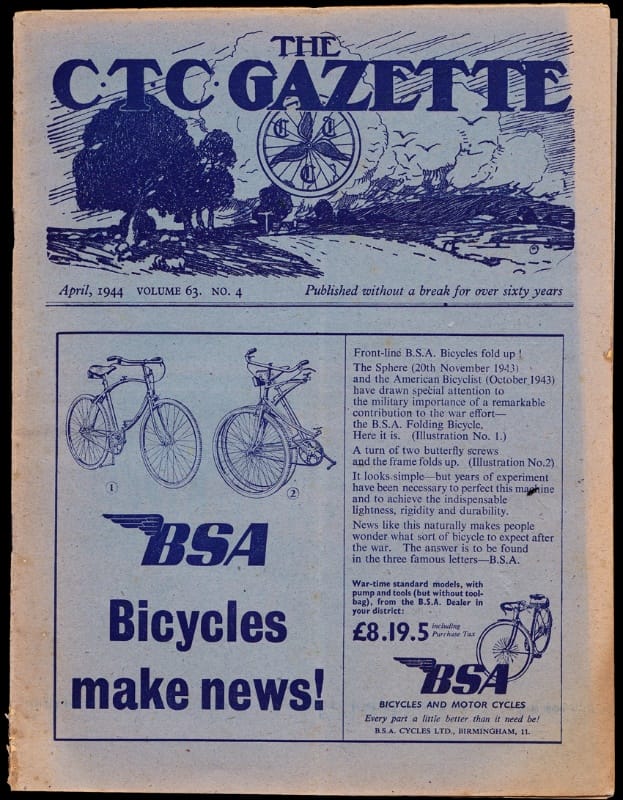 THE
C·T·C·GAZETTE
C T C
April, 1944 VOLUME 63. NO. 4 Published without a break for over sixty years
1
2
BSA
Bicycles
make news!
Front-line B.S.A. Bicycles fold up!
The Sphere (20th November 1943)
and the American Bicyclist (October 1943)
have drawn special attention to
the military importance of a remarkable
contribution to the war effort—
the B.S.A. Folding Bicycle.
Here it is. (Illustration No. 1.)
A turn of two butterfly screws
and the frame folds up. (Illustration No.2)
It looks simple—but years of experiment
have been necessary to perfect this machine
and to achieve the indispensable
lightness, rigidity and durability.
News like this naturally makes people
wonder what sort of bicycle to expect after
the war. The answer is to be found
in the three famous letters—B.S.A.
War-time standard models, with
pump and tools (but without tool-
bag), from the B.S.A. Dealer in
your district:
£8.19.5 including
Purchase Tax
BSA
BICYCLES AND MOTOR CYCLES
Every part a little better than it need be!
B.S.A. CYCLES LTD., BIRMINGHAM, 11.